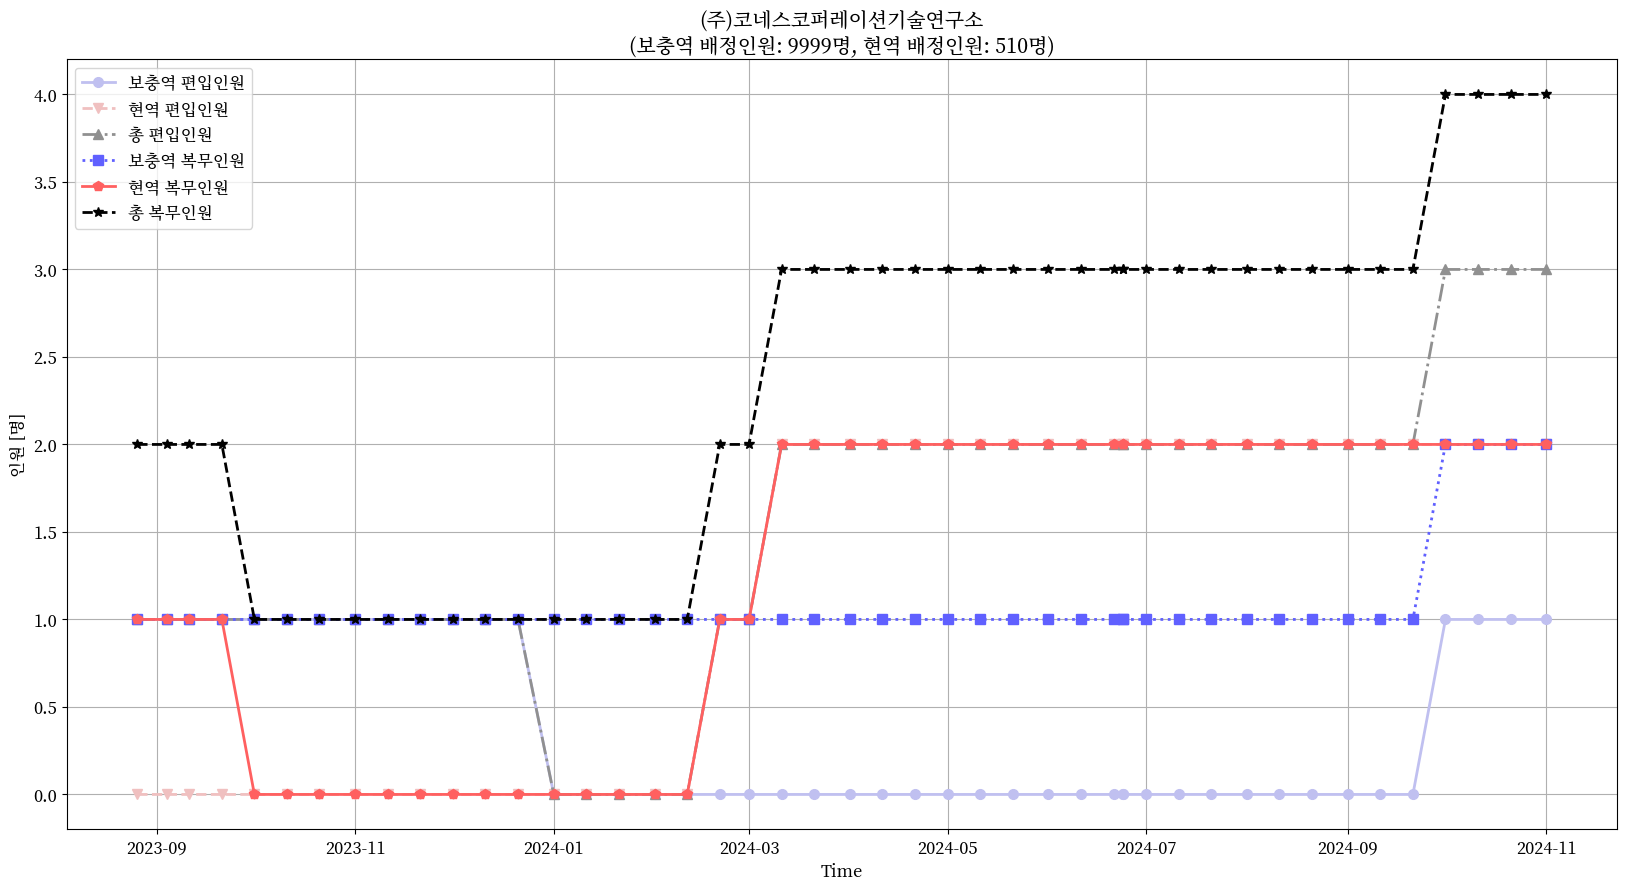 (주)코네스코퍼레이션기술연구소
(보충역 배정인원: 9999명, 현역 배정인원: 510명)
보충역 편입인원
현역 편입인원
총 편입인원
보충역 복무인원
현역 복무인원
총 복무인원
4.0
3.5
3.0
2.5
2.0
1.5
1.0
0.5
0.0
인원 [명]
2023-09
2023-11
2024-01
2024-03
2024-05
2024-07
2024-09
2024-11
Time